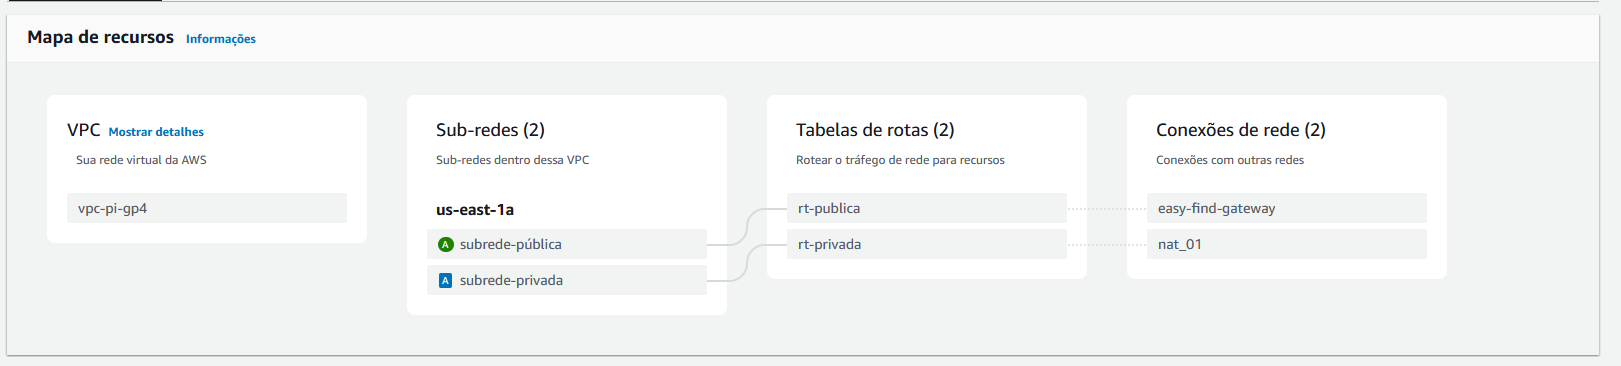 Mapa de recursos Informações
VPC Mostrar detalhes
Sua rede virtual da AWS
vpc-pi-gp4
Sub-redes (2)
Sub-redes dentro dessa VPC
us-east-1a
A subrede-pública
A subrede-privada
Tabelas de rotas (2)
Rotear o tráfego de rede para recursos
rt-publica
rt-privada
Conexões de rede (2)
Conexões com outras redes
easy-find-gateway
nat_01